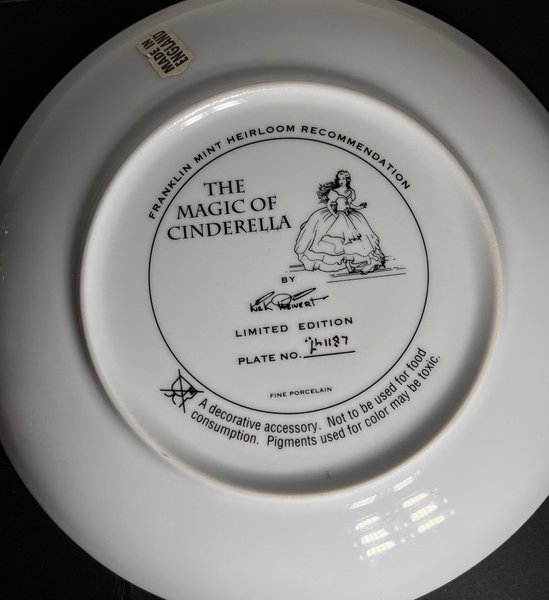 MADE IN
ENGLAND
FRANKLIN MINT HEIRLOOM RECOMMENDATION
THE
MAGIC OF
CINDERELLA
BY
LIMITED EDITION
PLATE NO.
FINE PORCELAIN
A decorative accessory. Not to be used for food
consumption. Pigments used for color may be toxic.